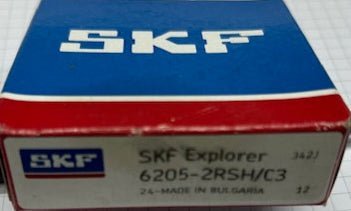 SKF
SKF
SKF Explorer 342J
6205-2RSH/C3
24-MADE IN BULGARIA 12